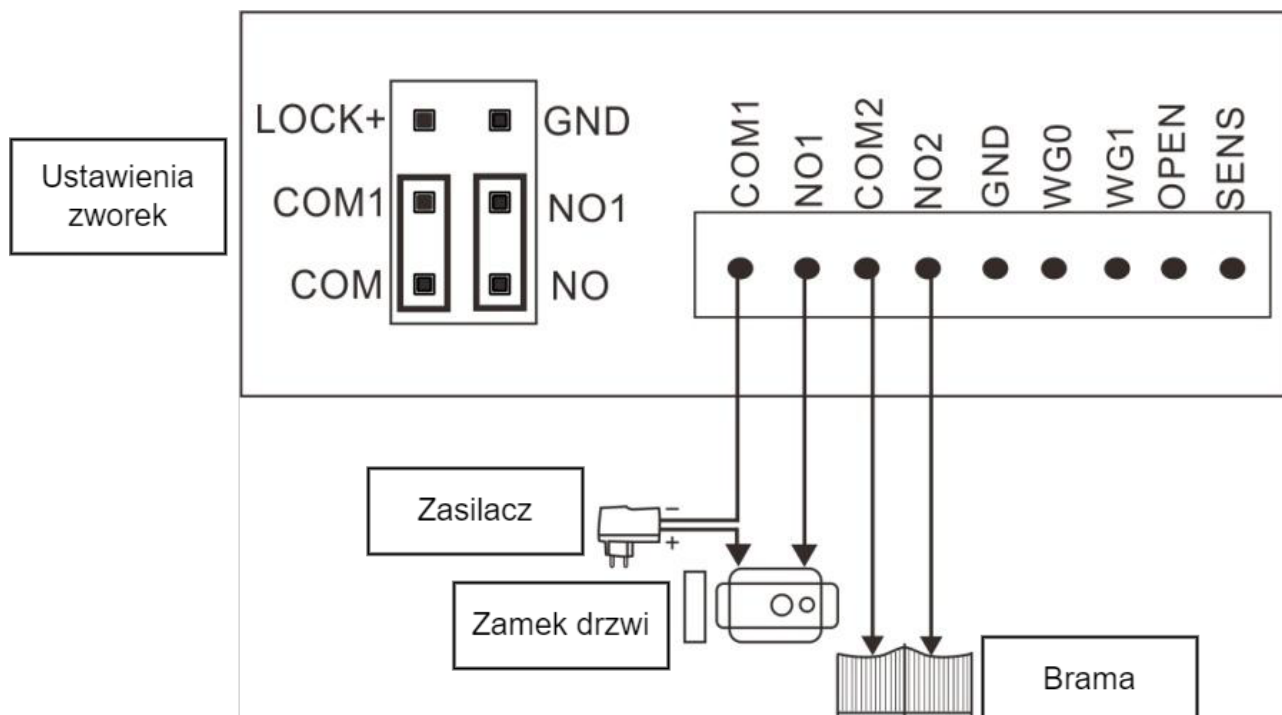 LOCK+ GND
COM1 NO1
COM NO
COM1 NO1 COM2 NO2 GND WG0 WG1 OPEN SENS
Ustawienia
zworek
Zasilacz
−
+
Zamek drzwi
Brama